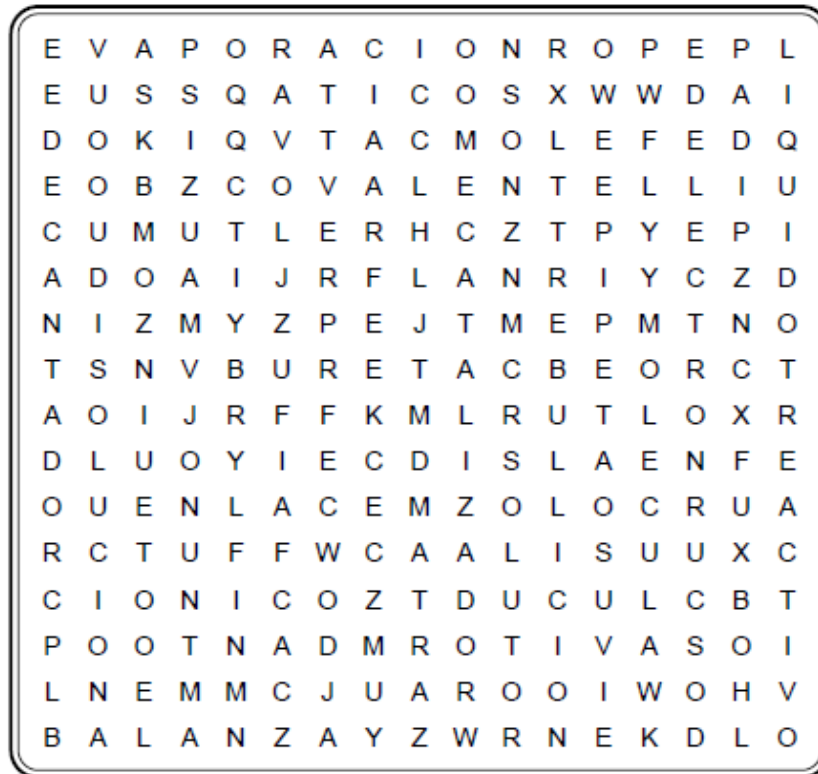 E V A P O R A C I O N R O P E P L
E U S S Q A T I C O S X W W D A I
D O K I Q V T A C M O L E F E D Q
E O B Z C O V A L E N T E L L I U
C U M U T L E R H C Z T P Y E P I
A D O A I J R F L A N R I Y C Z D
N I Z M Y Z P E J T M E P M T N O
T S N V B U R E T A C B E O R C T
A O I J R F F K M L R U T L O X R
D L U O Y I E C D I S L A E N F E
O U E N L A C E M Z O L O C R U A
R C T U F F W C A A L I S U U X C
C I O N I C O Z T D U C U L C B T
P O O T N A D M R O T I V A S O I
L N E M M C J U A R O O I W O H V
B A L A N Z A Y Z W R N E K D L O